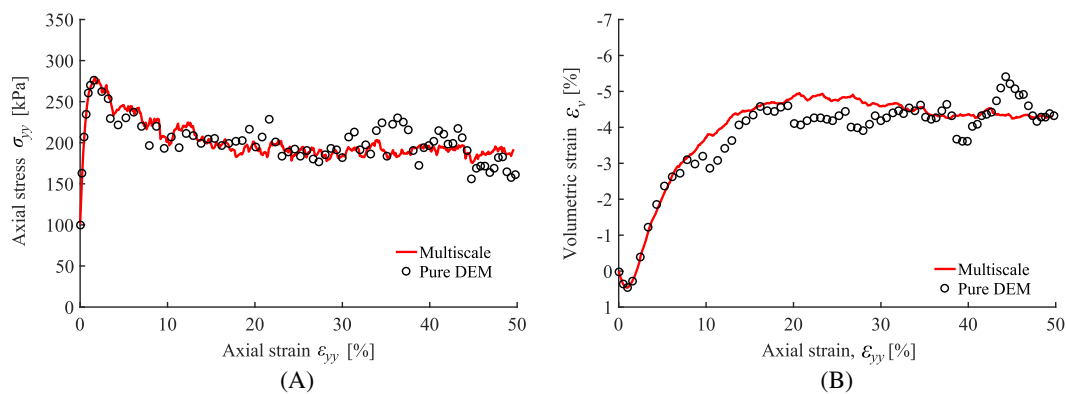 350
300
250
200
150
100
50
0
Axial stress σyy [kPa]
Multiscale
Pure DEM
0 10 20 30 40 50
Axial strain εyy [%]
(A)
-7
-6
-5
-4
-3
-2
-1
0
1
Volumetric strain εv [%]
Multiscale
Pure DEM
0 10 20 30 40 50
Axial strain, εyy [%]
(B)